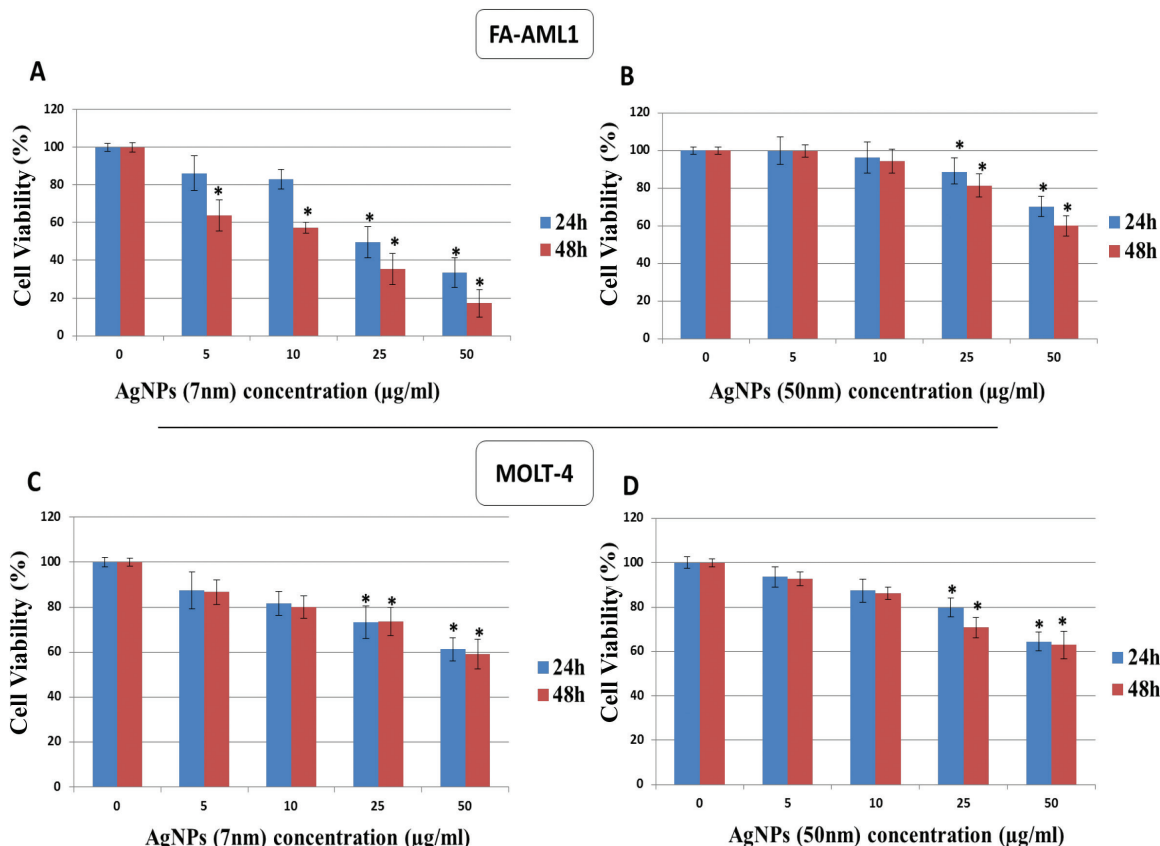 FA-AML1
A
Cell Viability (%)
120
100
80
60
40
20
0
* * * * * *
0 5 10 25 50
AgNPs (7nm) concentration (µg/ml)
24h
48h
B
Cell Viability (%)
120
100
80
60
40
20
0
* * * *
0 5 10 25 50
AgNPs (50nm) concentration (µg/ml)
24h
48h
MOLT-4
C
Cell Viability (%)
120
100
80
60
40
20
0
* * * *
0 5 10 25 50
AgNPs (7nm) concentration (µg/ml)
24h
48h
D
Cell Viability (%)
120
100
80
60
40
20
0
* * * *
0 5 10 25 50
AgNPs (50nm) concentration (µg/ml)
24h
48h